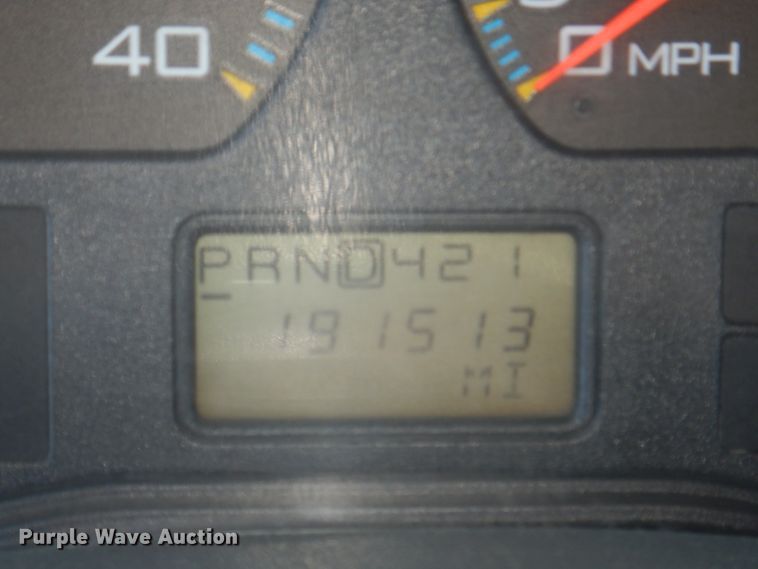 40
0 MPH
PRND421
191513
MI
Purple Wave Auction